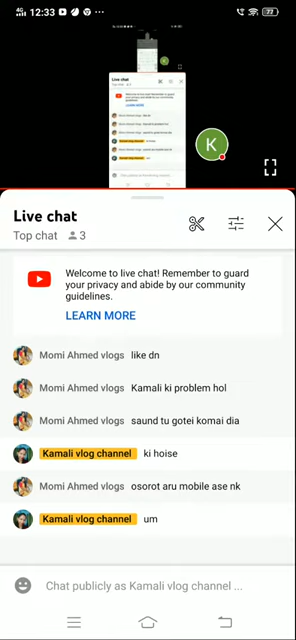 12:33
77
Live chat
K
Live chat
Top chat 3
Welcome to live chat! Remember to guard
your privacy and abide by our community
guidelines.
LEARN MORE
Momi Ahmed vlogs like dn
Momi Ahmed vlogs Kamali ki problem hol
Momi Ahmed vlogs saund tu gotei komai dia
Kamali vlog channel ki hoise
Momi Ahmed vlogs osorot aru mobile ase nk
Kamali vlog channel um
Chat publicly as Kamali vlog channel ...